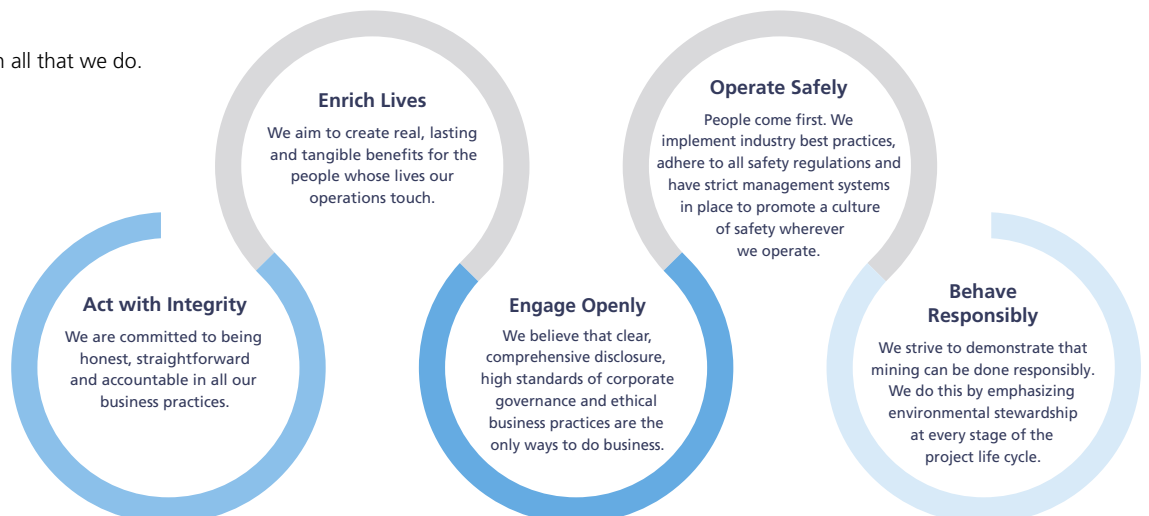 all that we do.
Act with Integrity
We are committed to being
honest, straightforward
and accountable in all our
business practices.
Enrich Lives
We aim to create real, lasting
and tangible benefits for the
people whose lives our
operations touch.
Engage Openly
We believe that clear,
comprehensive disclosure,
high standards of corporate
governance and ethical
business practices are the
only ways to do business.
Operate Safely
People come first. We
implement industry best practices,
adhere to all safety regulations and
have strict management systems
in place to promote a culture
of safety wherever
we operate.
Behave
Responsibly
We strive to demonstrate that
mining can be done responsibly.
We do this by emphasizing
environmental stewardship
at every stage of the
project life cycle.